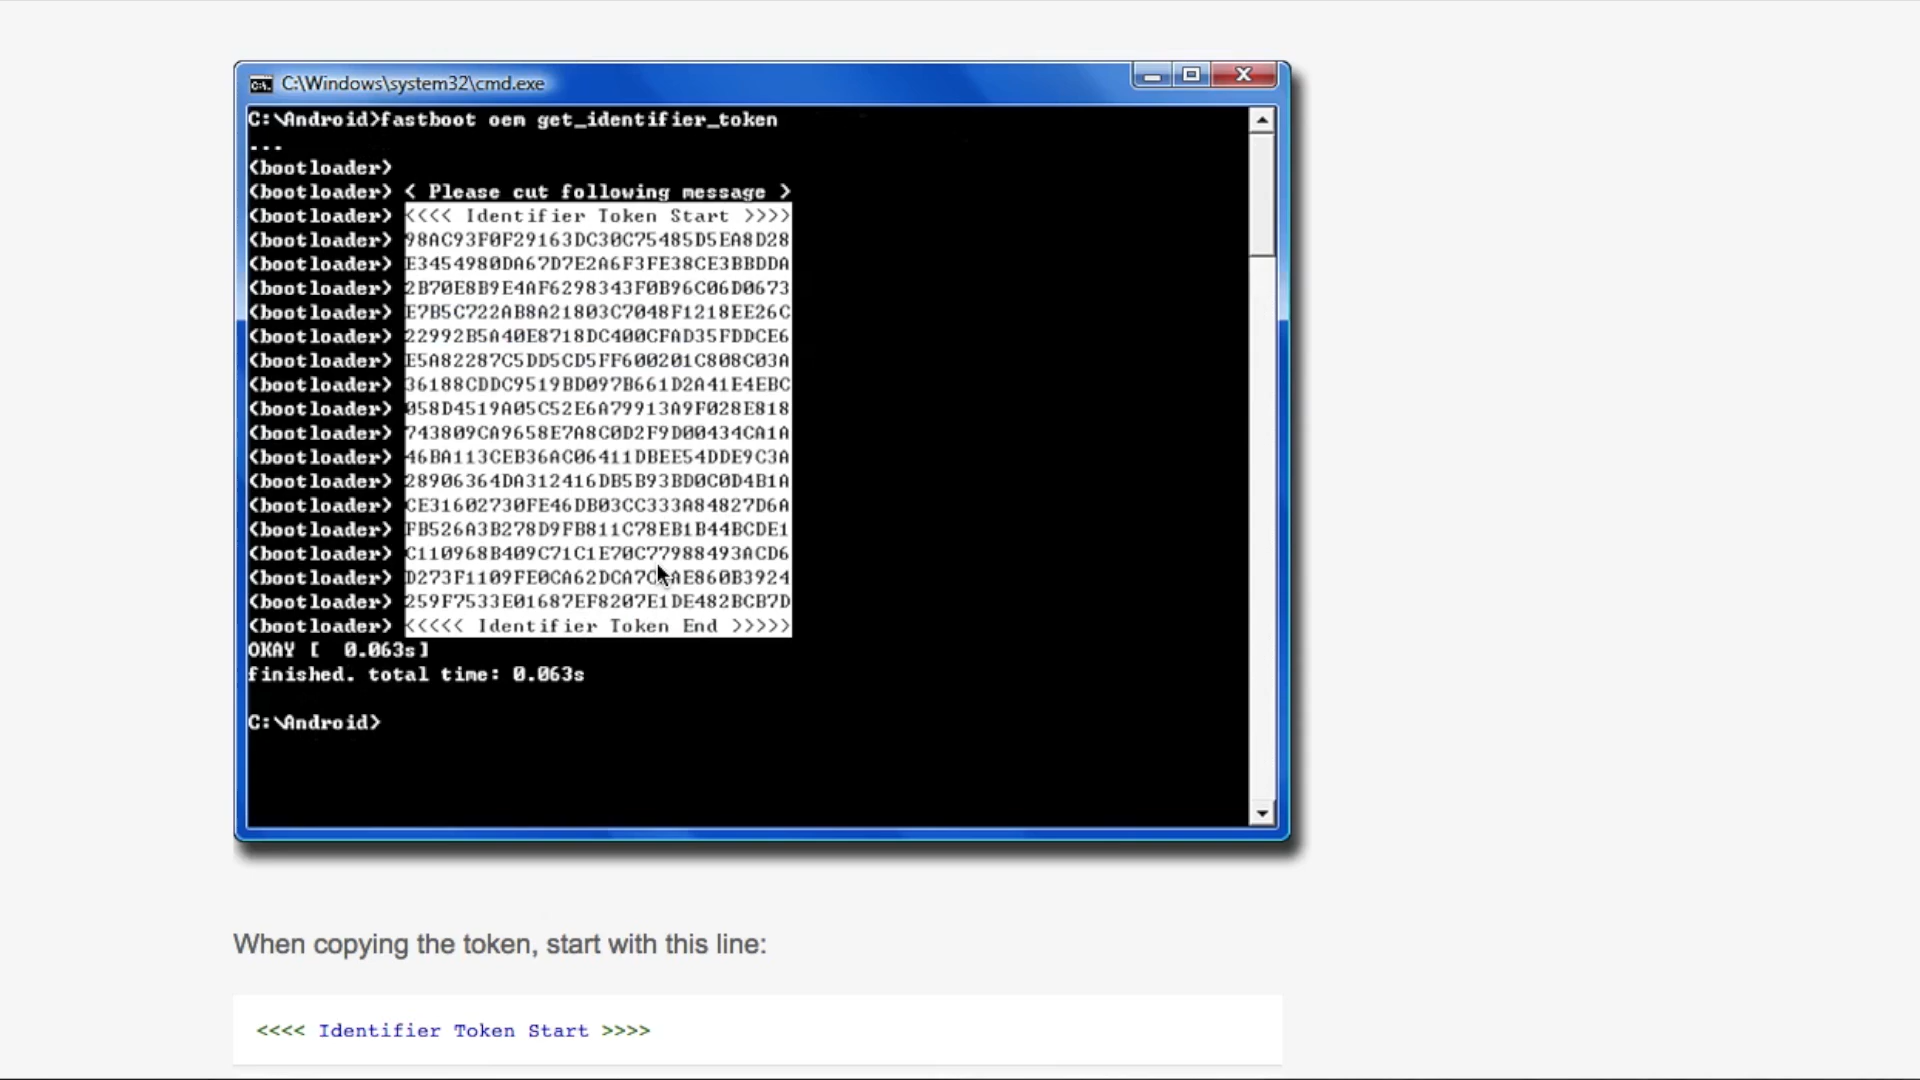 C:\Windows\system32\cmd.exe
C:\Android>fastboot oem get_identifier_token
...
<bootloader>
<bootloader> < Please cut following message >
<bootloader> <<<< Identifier Token Start >>>>
<bootloader> 98AC93F0F29163DC30C75485D5EA8D28
<bootloader> E3454980DA67D7E2A6F3FE38CE3BBDDA
<bootloader> 2B70E8B9E4AF6298343F0B96C06D0673
<bootloader> E7B5C722AB8A21803C7048F1218EE26C
<bootloader> 22992B5A40E8718DC400CFAD35FDDCE6
<bootloader> E5A82287C5DD5CD5FF600201C808C03A
<bootloader> 36188CDDC9519BD097B661D2A41E4EBC
<bootloader> 058D4519A05C52E6A79913A9F028E818
<bootloader> 743809CA9658E7A8C0D2F9D00434CA1A
<bootloader> 46BA113CEB36AC06411DBEE54DDE9C3A
<bootloader> 28906364DA312416DB5B93BD0C0D4B1A
<bootloader> CE31602730FE46DB03CC333A84827D6A
<bootloader> FB526A3B278D9FB811C78EB1B44BCDE1
<bootloader> C110968B409C71C1E70C77988493ACD6
<bootloader>
<bootloader> 259F7533E01687EF8207E1DE482BCB7D
<bootloader> <<<<< Identifier Token End >>>>>
OKAY [  0.063s]
finished. total time: 0.063s
C:\Android>
When copying the token, start with this line:
<<<< Identifier Token Start >>>>